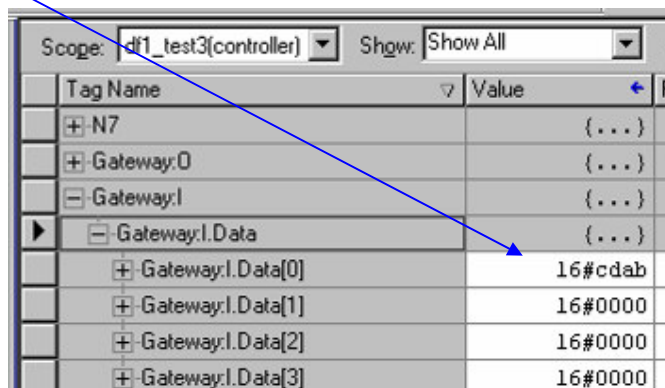 Scope: df1_test3(controller) Show: Show All
Tag Name Value
+ N7 {...}
+ Gateway:O {...}
- Gateway:I {...}
- Gateway:I.Data {...}
+ Gateway:I.Data[0] 16#cdab
+ Gateway:I.Data[1] 16#0000
+ Gateway:I.Data[2] 16#0000
+ Gateway:I.Data[3] 16#0000